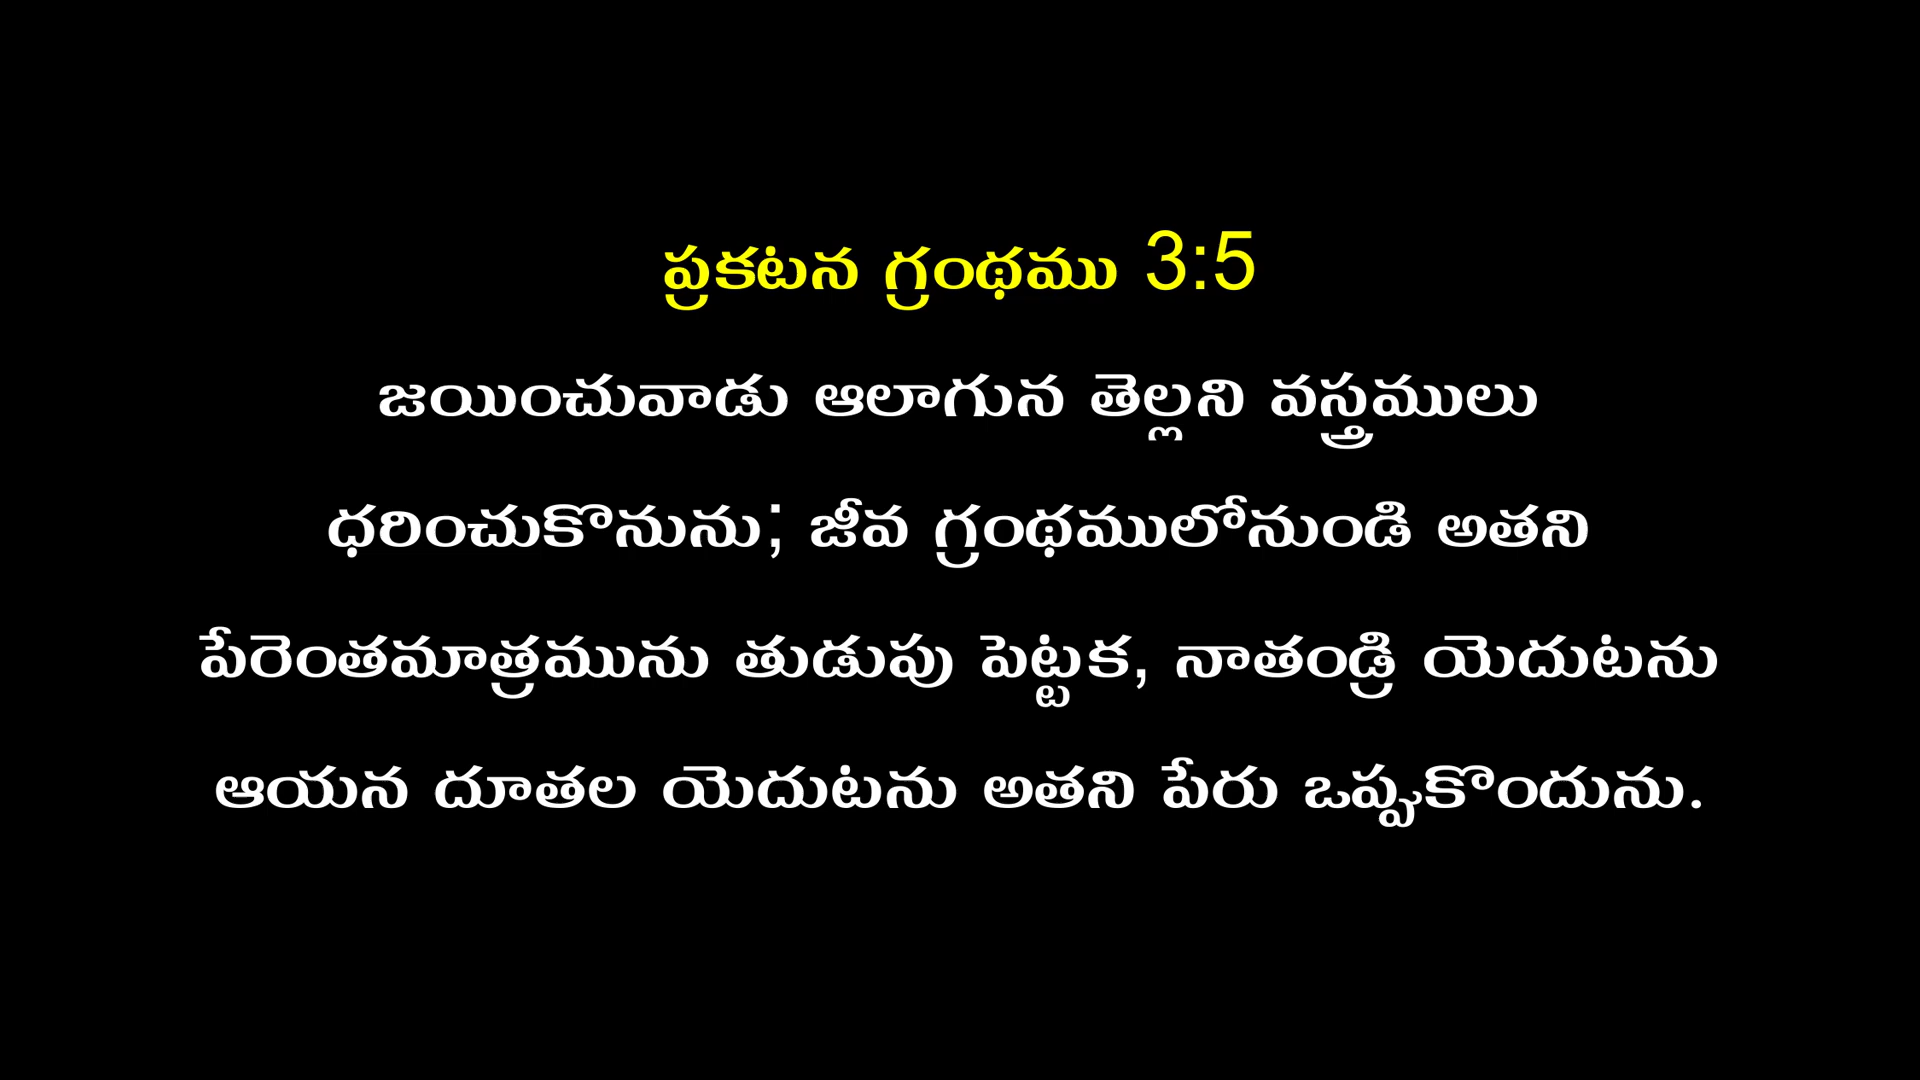 ప్రకటన గ్రంథము 3:5
జయించువాడు ఆలాగున తెల్లని వస్త్రములు
ధరించుకొనును; జీవ గ్రంథములోనుండి అతని
పేరెంతమాత్రమును తుడుపు పెట్టక, నాతండ్రి యెదుటను
ఆయన దూతల యెదుటను అతని పేరు ఒప్పుకొందును.